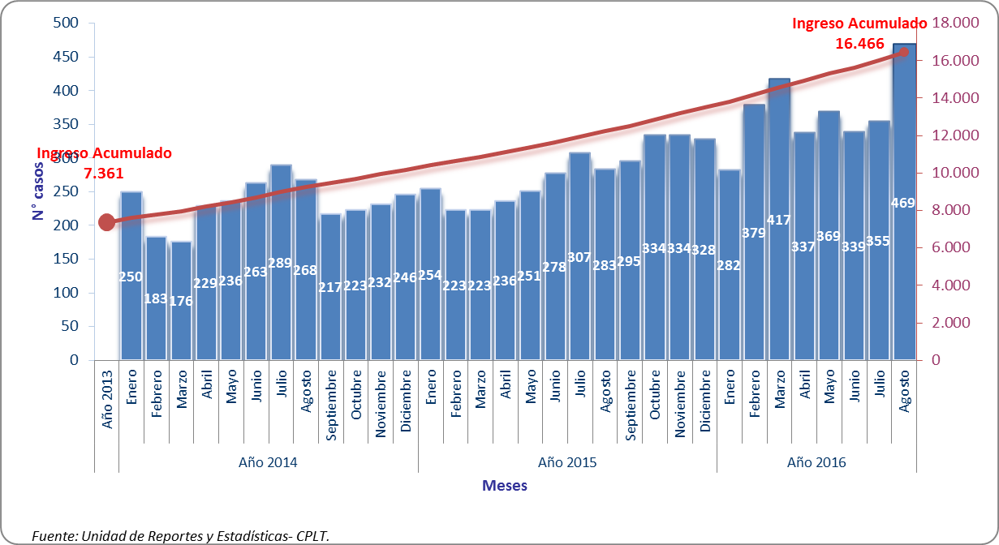 Ingreso Acumulado
16.466
Ingreso Acumulado
7.361
500
450
400
350
300
250
200
150
100
50
0
N° casos
18.000
16.000
14.000
12.000
10.000
8.000
6.000
4.000
2.000
0
250 183 176 229 236 263 289 268 217 223 232 246 254 223 223 236 251 278 307 283 295 334 334 328 282 379 417 337 369 339 355 469
Año 2013 Enero Febrero Marzo Abril Mayo Junio Julio Agosto Septiembre Octubre Noviembre Diciembre Enero Febrero Marzo Abril Mayo Junio Julio Agosto Septiembre Octubre Noviembre Diciembre Enero Febrero Marzo Abril Mayo Junio Julio Agosto
Año 2014 Año 2015 Año 2016
Meses
Fuente: Unidad de Reportes y Estadísticas- CPLT.